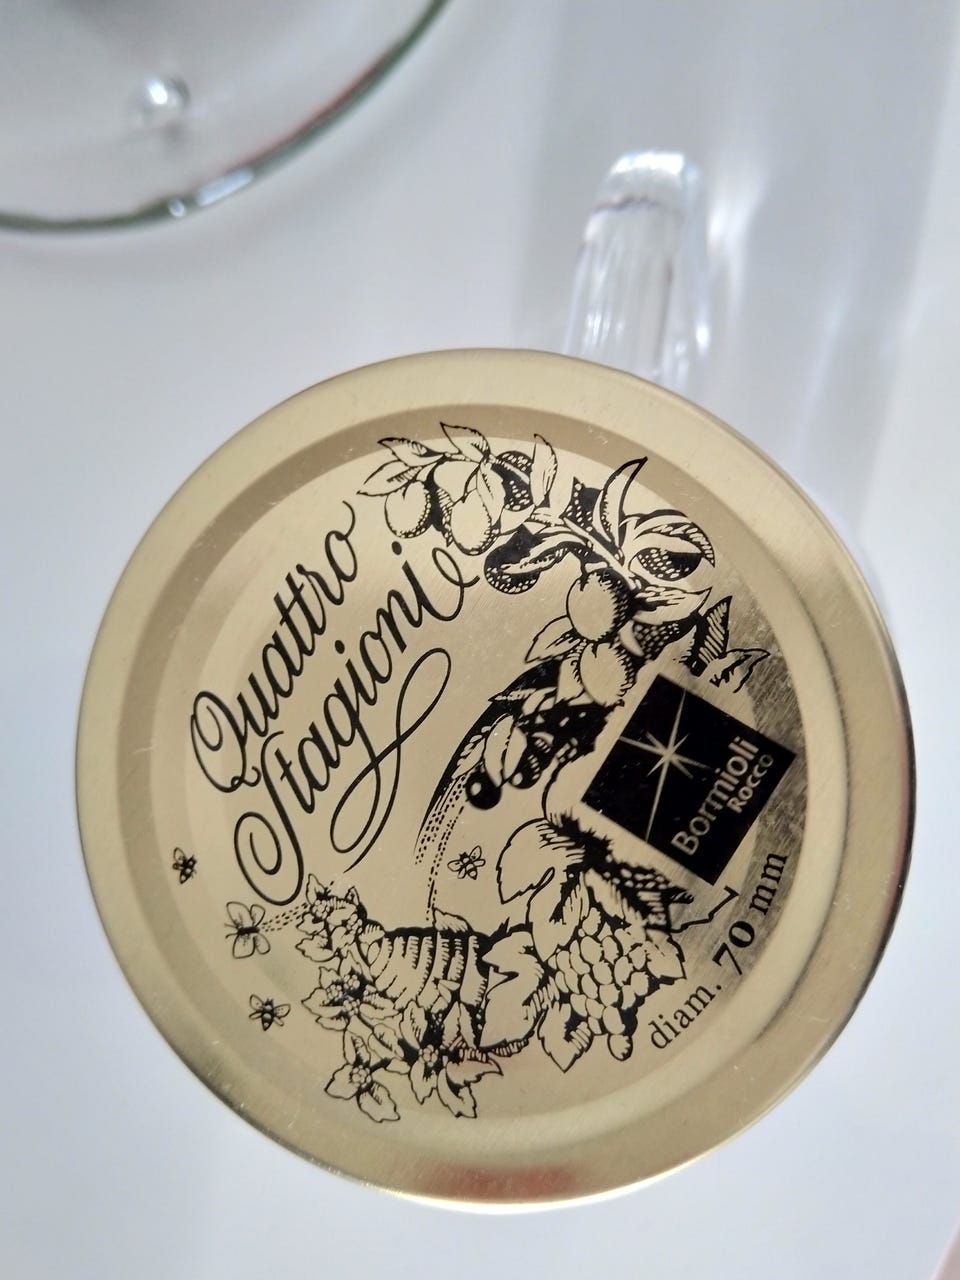 Quattro
Stagioni
Bormioli
Rocco
diam. 70 mm